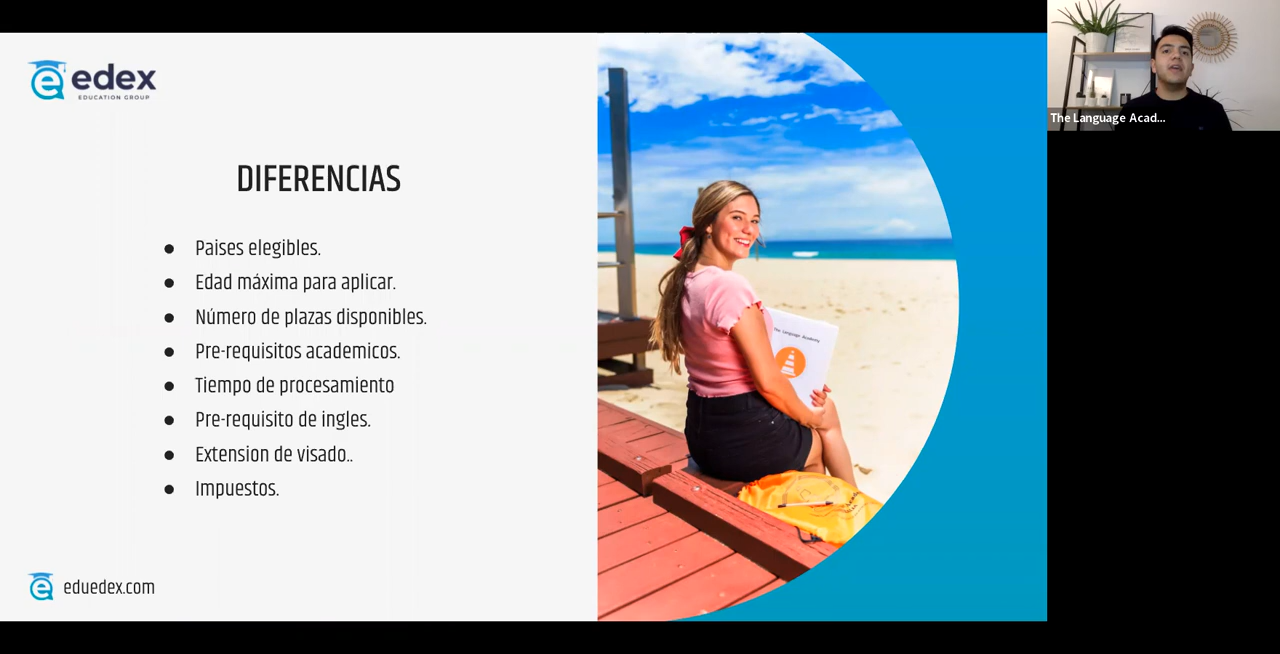 edex
EDUCATION GROUP
DIFERENCIAS
● Paises elegibles.
● Edad máxima para aplicar.
● Número de plazas disponibles.
● Pre-requisitos academicos.
● Tiempo de procesamiento
● Pre-requisito de ingles.
● Extension de visado..
● Impuestos.
eduedex.com
The Language Academy
The Language Acad...